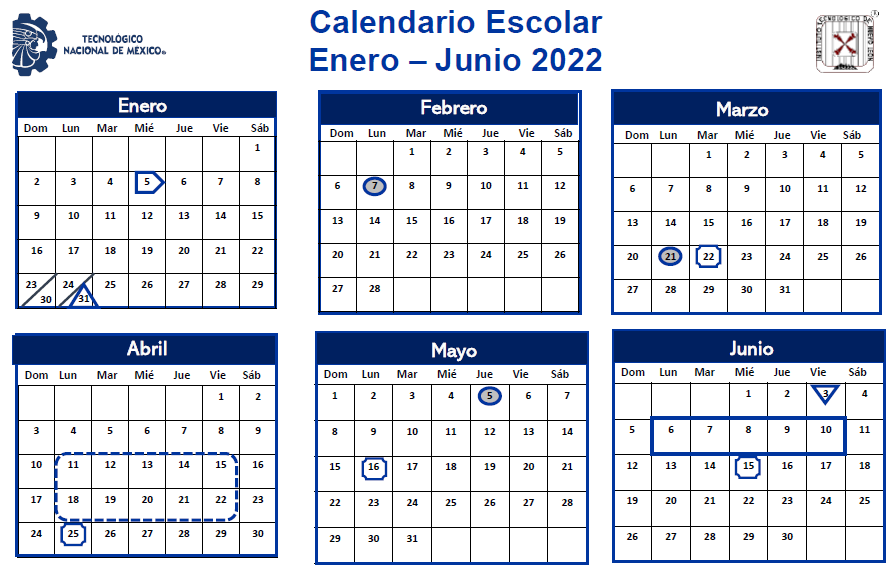 Calendario Escolar
Enero – Junio 2022
TECNOLÓGICO
NACIONAL DE MÉXICO®
INSTITUTO TECNOLÓGICO DE NUEVO LEÓN
®
Enero
Dom Lun Mar Mié Jue Vie Sáb
1
2 3 4 5 6 7 8
9 10 11 12 13 14 15
16 17 18 19 20 21 22
23 24 25 26 27 28 29
30 31
Febrero
Dom Lun Mar Mié Jue Vie Sáb
1 2 3 4 5
6 7 8 9 10 11 12
13 14 15 16 17 18 19
20 21 22 23 24 25 26
27 28
Marzo
Dom Lun Mar Mié Jue Vie Sáb
1 2 3 4 5
6 7 8 9 10 11 12
13 14 15 16 17 18 19
20 21 22 23 24 25 26
27 28 29 30 31
Abril
Dom Lun Mar Mié Jue Vie Sáb
1 2
3 4 5 6 7 8 9
10 11 12 13 14 15 16
17 18 19 20 21 22 23
24 25 26 27 28 29 30
Mayo
Dom Lun Mar Mié Jue Vie Sáb
1 2 3 4 5 6 7
8 9 10 11 12 13 14
15 16 17 18 19 20 21
22 23 24 25 26 27 28
29 30 31
Junio
Dom Lun Mar Mié Jue Vie Sáb
1 2 3 4
5 6 7 8 9 10 11
12 13 14 15 16 17 18
19 20 21 22 23 24 25
26 27 28 29 30